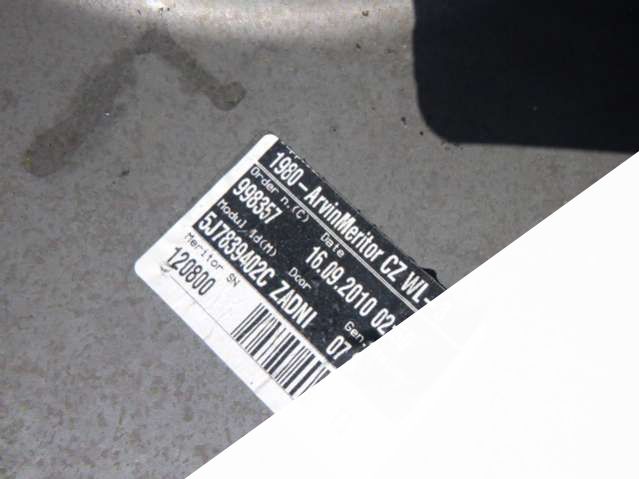 1980-ArvinMeritor CZ WL-
Order n.(C) Date
998357 16.09.2010 02:
Modul/id(M) Dcor Gen.
5J7839402C ZADNI 07
Meritor SN
120800